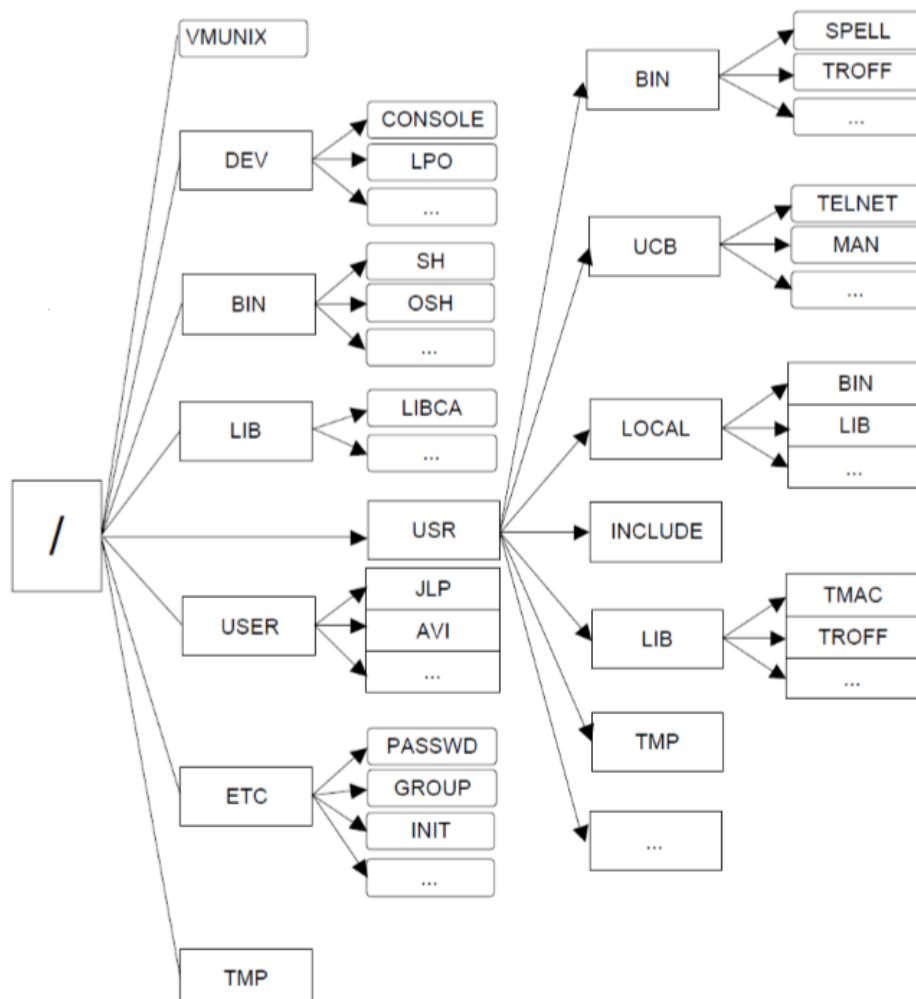 /
VMUNIX
DEV
CONSOLE
LPO
...
BIN
SH
OSH
...
LIB
LIBCA
...
USR
USER
JLP
AVI
...
ETC
PASSWD
GROUP
INIT
...
TMP
BIN
SPELL
TROFF
...
UCB
TELNET
MAN
...
LOCAL
BIN
LIB
...
INCLUDE
LIB
TMAC
TROFF
...
TMP
...